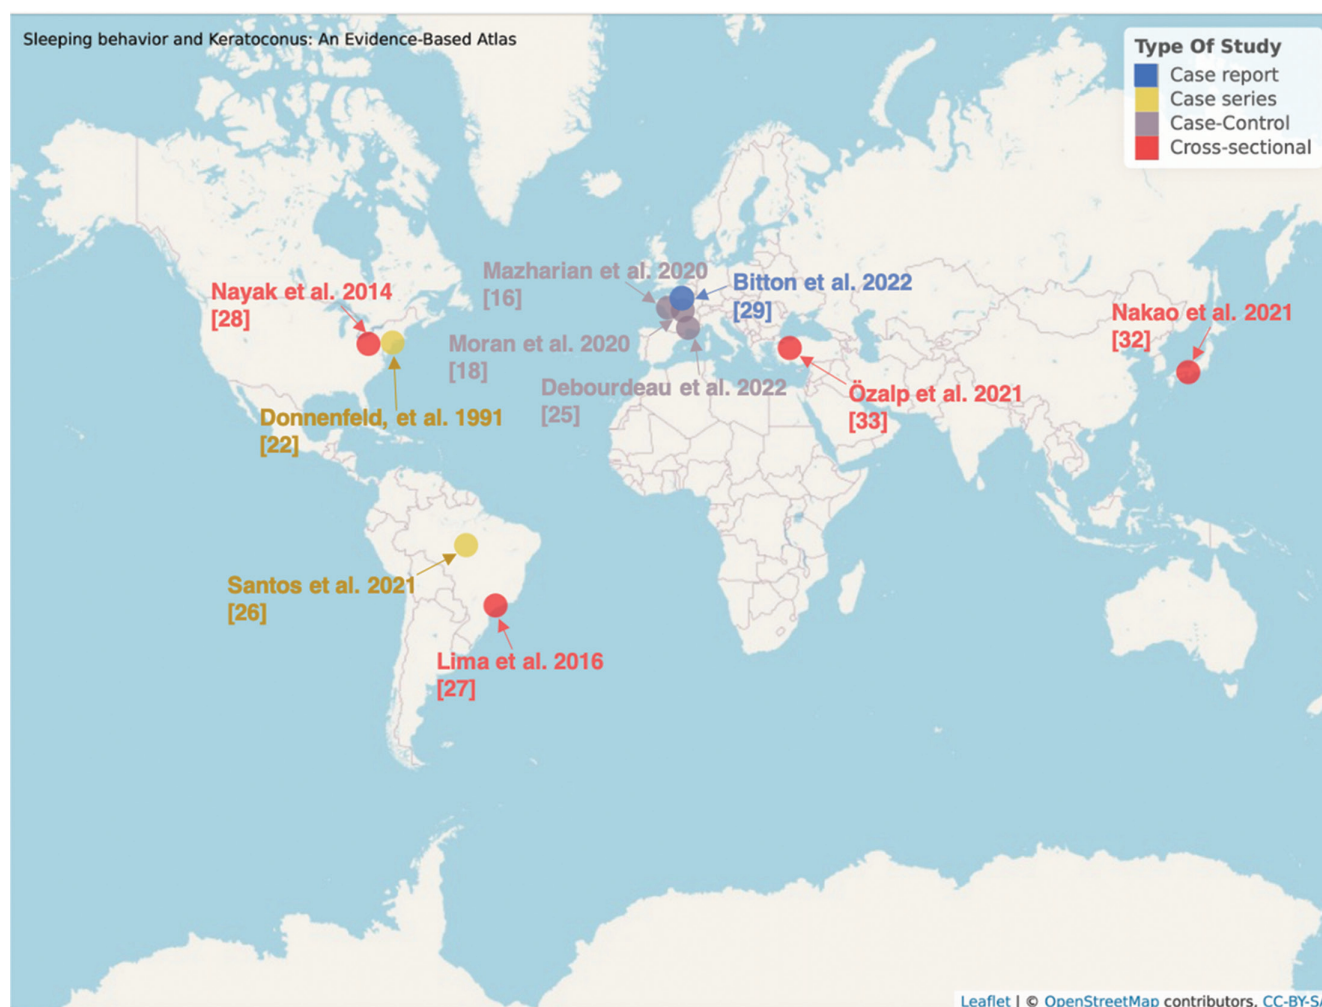 Sleeping behavior and Keratoconus: An Evidence-Based Atlas
Type Of Study
Case report
Case series
Case-Control
Cross-sectional
Mazharian et al. 2020
[16]
Bitton et al. 2022
[29]
Nayak et al. 2014
[28]
Nakao et al. 2021
[32]
Moran et al. 2020
[18]
Debourdeau et al. 2022
[25]
Özalp et al. 2021
[33]
Donnenfeld, et al. 1991
[22]
Santos et al. 2021
[26]
Lima et al. 2016
[27]
Leaflet | © OpenStreetMap contributors, CC-BY-SA